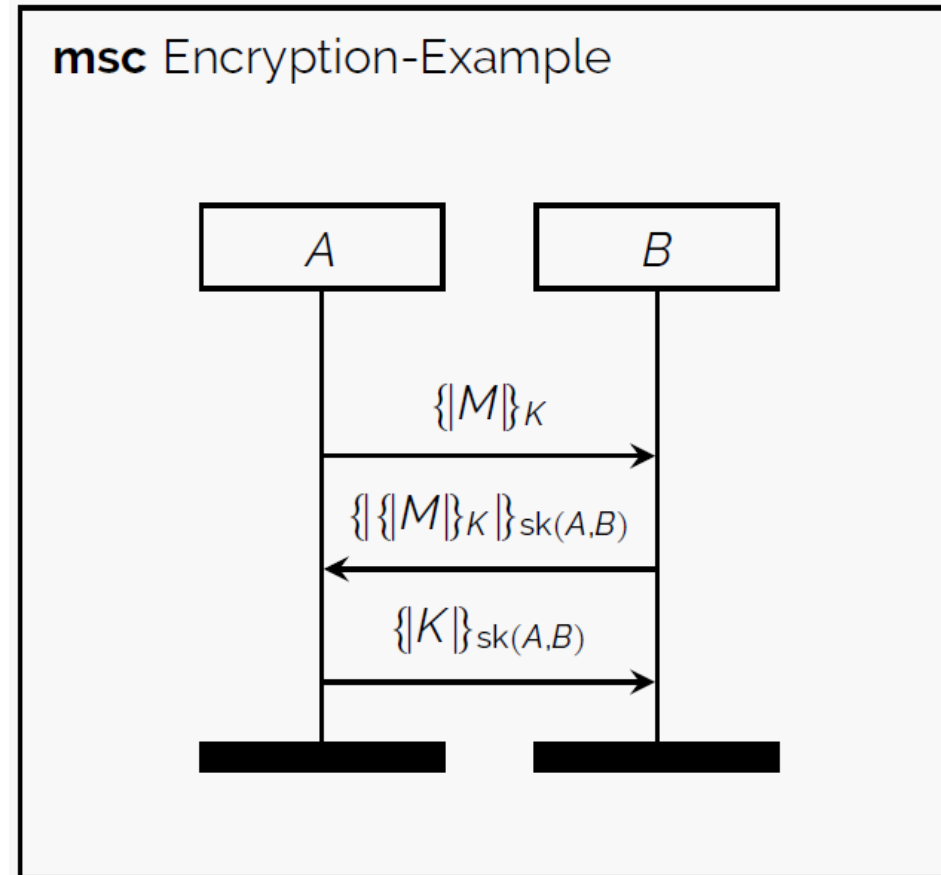 msc Encryption-Example
A B
{|M|}K
{| {|M|}K |}sk(A,B)
{|K|}sk(A,B)